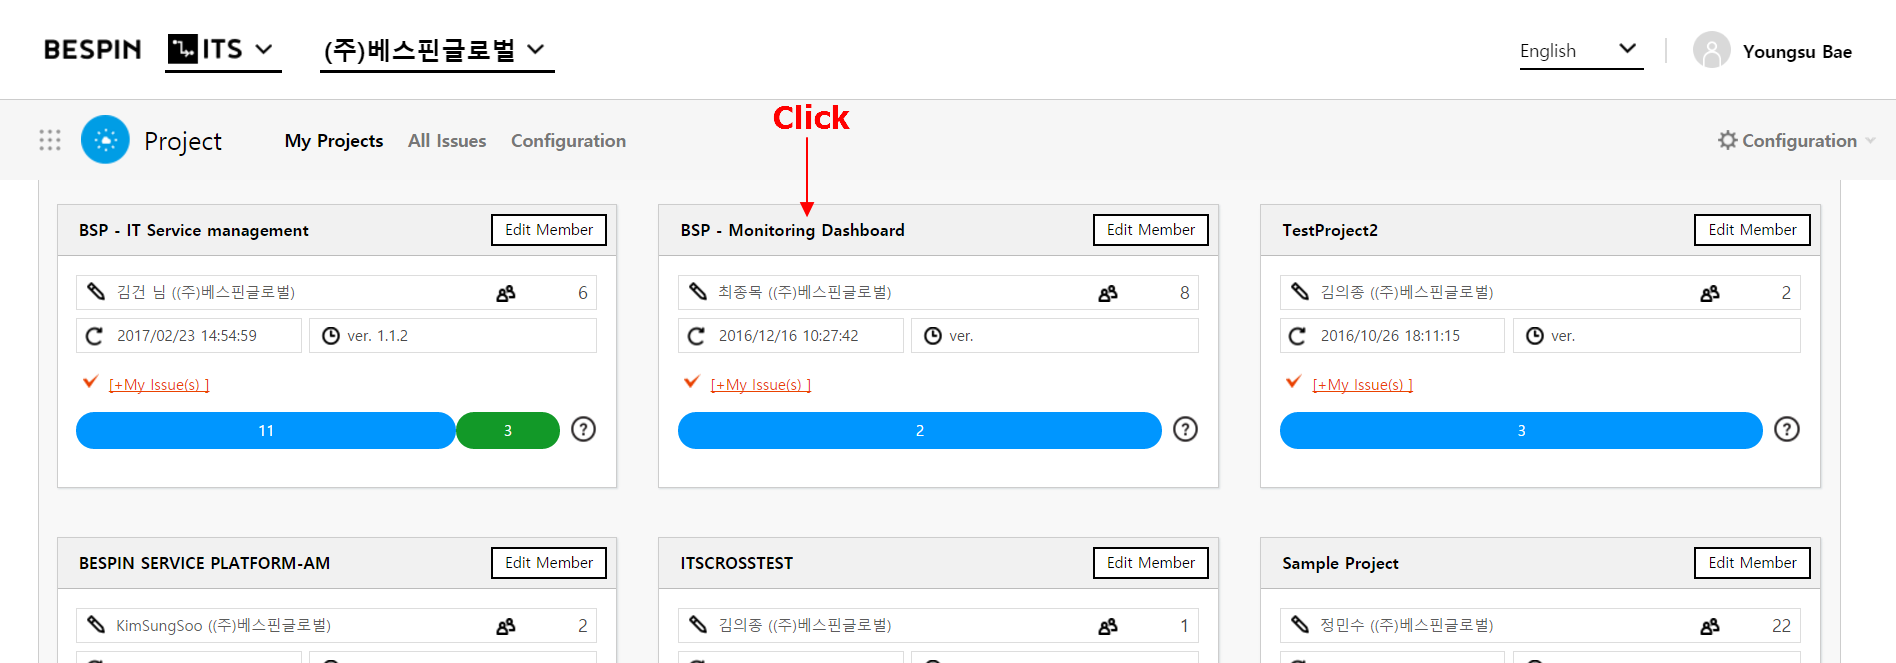 BESPIN ITS (주)베스핀글로벌 English Youngsu Bae
Click
Project My Projects All Issues Configuration Configuration
BSP - IT Service management Edit Member
김건 님 ((주)베스핀글로벌) 6
2017/02/23 14:54:59 ver. 1.1.2
[+My Issue(s) ]
11 3 ?
BSP - Monitoring Dashboard Edit Member
최종목 ((주)베스핀글로벌) 8
2016/12/16 10:27:42 ver.
[+My Issue(s) ]
2 ?
TestProject2 Edit Member
김의종 ((주)베스핀글로벌) 2
2016/10/26 18:11:15 ver.
[+My Issue(s) ]
3 ?
BESPIN SERVICE PLATFORM-AM Edit Member
KimSungSoo ((주)베스핀글로벌) 2
ITSCROSSTEST Edit Member
김의종 ((주)베스핀글로벌) 1
Sample Project Edit Member
정민수 ((주)베스핀글로벌) 22